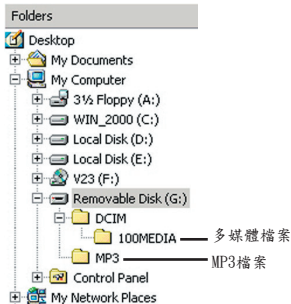 Folders
Desktop
My Documents
My Computer
3½ Floppy (A:)
WIN_2000 (C:)
Local Disk (D:)
Local Disk (E:)
V23 (F:)
Removable Disk (G:)
DCIM
100MEDIA 多媒體檔案
MP3 MP3檔案
Control Panel
My Network Places